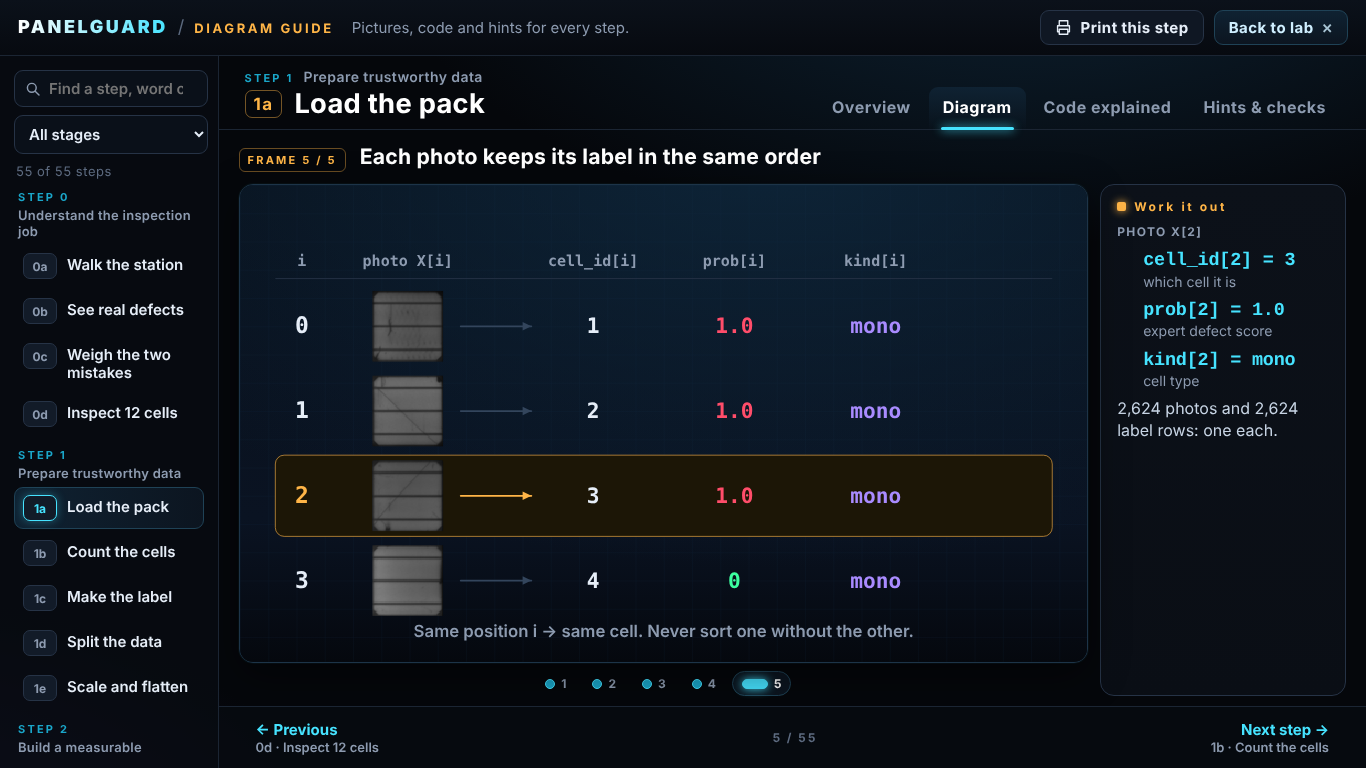 PANELGUARD / DIAGRAM GUIDE Pictures, code and hints for every step.
Print this step
Back to lab ×
Find a step, word c
All stages
55 of 55 steps
STEP 0
Understand the inspection
job
0a Walk the station
0b See real defects
0c Weigh the two
mistakes
0d Inspect 12 cells
STEP 1
Prepare trustworthy data
1a Load the pack
1b Count the cells
1c Make the label
1d Split the data
1e Scale and flatten
STEP 2
Build a measurable
STEP 1 Prepare trustworthy data
1a Load the pack
Overview Diagram Code explained Hints & checks
FRAME 5 / 5 Each photo keeps its label in the same order
i photo X[i] cell_id[i] prob[i] kind[i]
0 1 1.0 mono
1 2 1.0 mono
2 3 1.0 mono
3 4 0 mono
Same position i → same cell. Never sort one without the other.
1 2 3 4 5
Work it out
PHOTO X[2]
cell_id[2] = 3
which cell it is
prob[2] = 1.0
expert defect score
kind[2] = mono
cell type
2,624 photos and 2,624
label rows: one each.
← Previous
0d · Inspect 12 cells
5 / 55
Next step →
1b · Count the cells